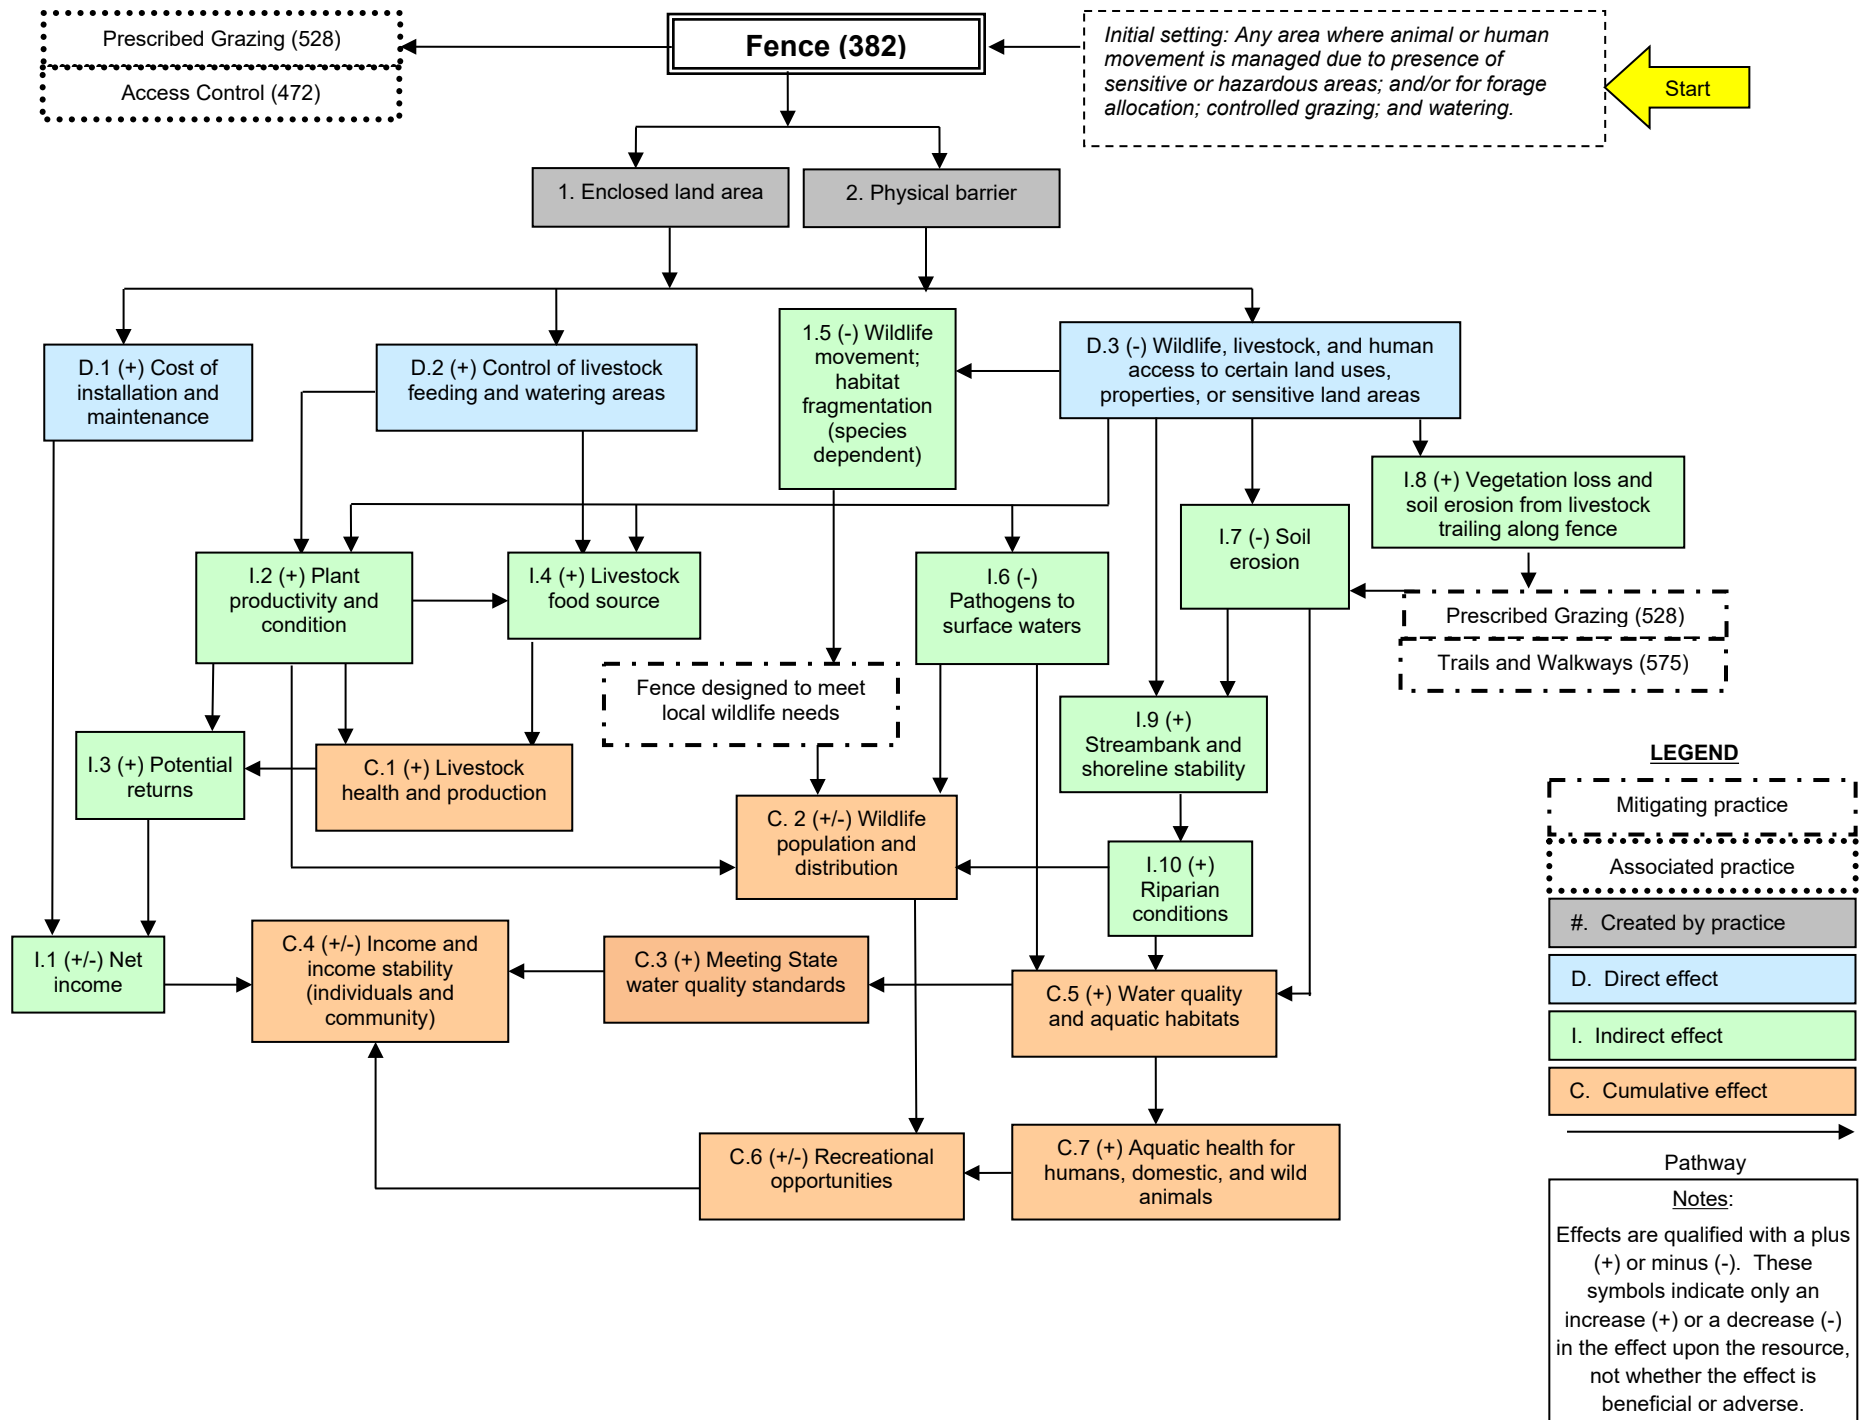 Prescribed Grazing (528)
Access Control (472)
Fence (382)
Initial setting: Any area where animal or human
movement is managed due to presence of
sensitive or hazardous areas; and/or for forage
allocation; controlled grazing; and watering.
Start
1. Enclosed land area
2. Physical barrier
D.1 (+) Cost of
installation and
maintenance
D.2 (+) Control of livestock
feeding and watering areas
1.5 (-) Wildlife
movement;
habitat
fragmentation
(species
dependent)
D.3 (-) Wildlife, livestock, and human
access to certain land uses,
properties, or sensitive land areas
I.8 (+) Vegetation loss and
soil erosion from livestock
trailing along fence
I.7 (-) Soil
erosion
I.2 (+) Plant
productivity and
condition
I.4 (+) Livestock
food source
I.6 (-)
Pathogens to
surface waters
Prescribed Grazing (528)
Trails and Walkways (575)
Fence designed to meet
local wildlife needs
I.9 (+)
Streambank and
shoreline stability
I.3 (+) Potential
returns
C.1 (+) Livestock
health and production
C. 2 (+/-) Wildlife
population and
distribution
I.10 (+)
Riparian
conditions
I.1 (+/-) Net
income
C.4 (+/-) Income and
income stability
(individuals and
community)
C.3 (+) Meeting State
water quality standards
C.5 (+) Water quality
and aquatic habitats
C.6 (+/-) Recreational
opportunities
C.7 (+) Aquatic health for
humans, domestic, and wild
animals
LEGEND
Mitigating practice
Associated practice
#. Created by practice
D. Direct effect
I. Indirect effect
C. Cumulative effect
Pathway
Notes:
Effects are qualified with a plus
(+) or minus (-). These
symbols indicate only an
increase (+) or a decrease (-)
in the effect upon the resource,
not whether the effect is
beneficial or adverse.